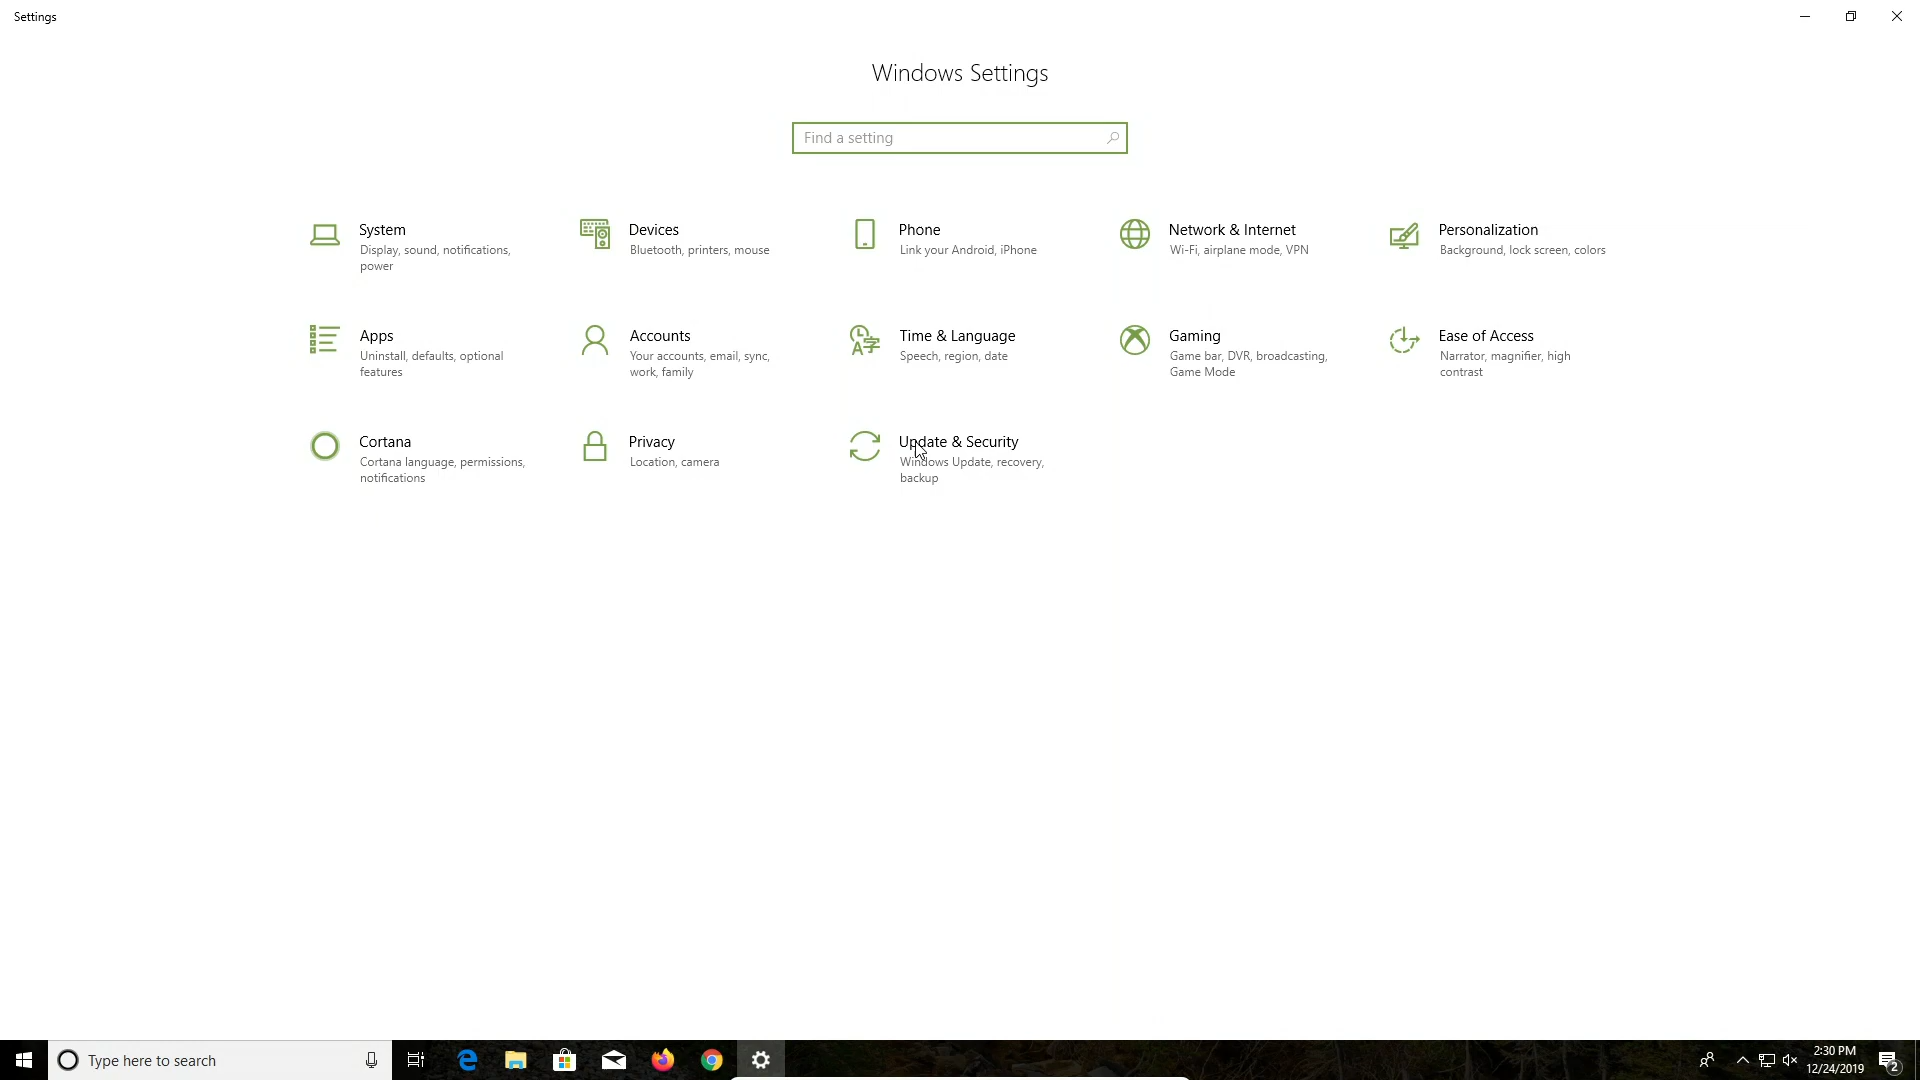 Settings
Windows Settings
Find a setting
System
Display, sound, notifications,
power
Devices
Bluetooth, printers, mouse
Phone
Link your Android, iPhone
Network & Internet
Wi-Fi, airplane mode, VPN
Personalization
Background, lock screen, colors
Apps
Uninstall, defaults, optional
features
Accounts
Your accounts, email, sync,
work, family
Time & Language
Speech, region, date
Gaming
Game bar, DVR, broadcasting,
Game Mode
Ease of Access
Narrator, magnifier, high
contrast
Cortana
Cortana language, permissions,
notifications
Privacy
Location, camera
Update & Security
Windows Update, recovery,
backup
Type here to search
2:30 PM
12/24/2019
2